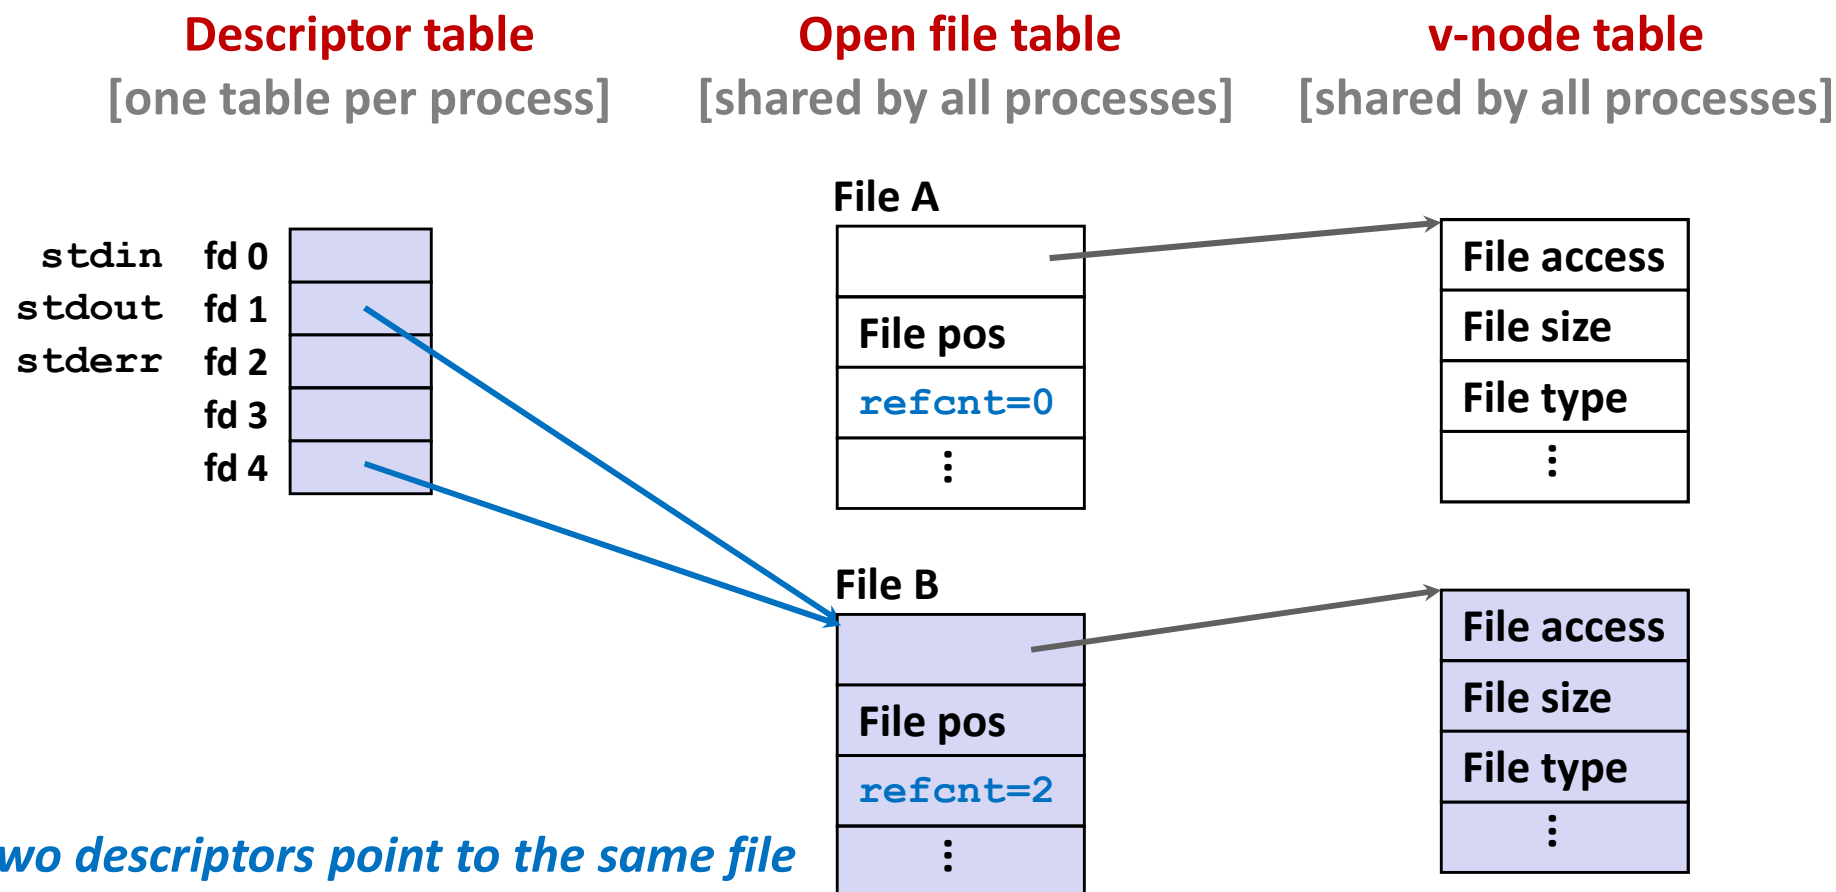 Descriptor table
[one table per process]
Open file table
[shared by all processes]
v-node table
[shared by all processes]
stdin fd 0
stdout fd 1
stderr fd 2
fd 3
fd 4
File A
File pos
refcnt=0
⋮
File access
File size
File type
⋮
File B
File pos
refcnt=2
⋮
File access
File size
File type
⋮
wo descriptors point to the same file